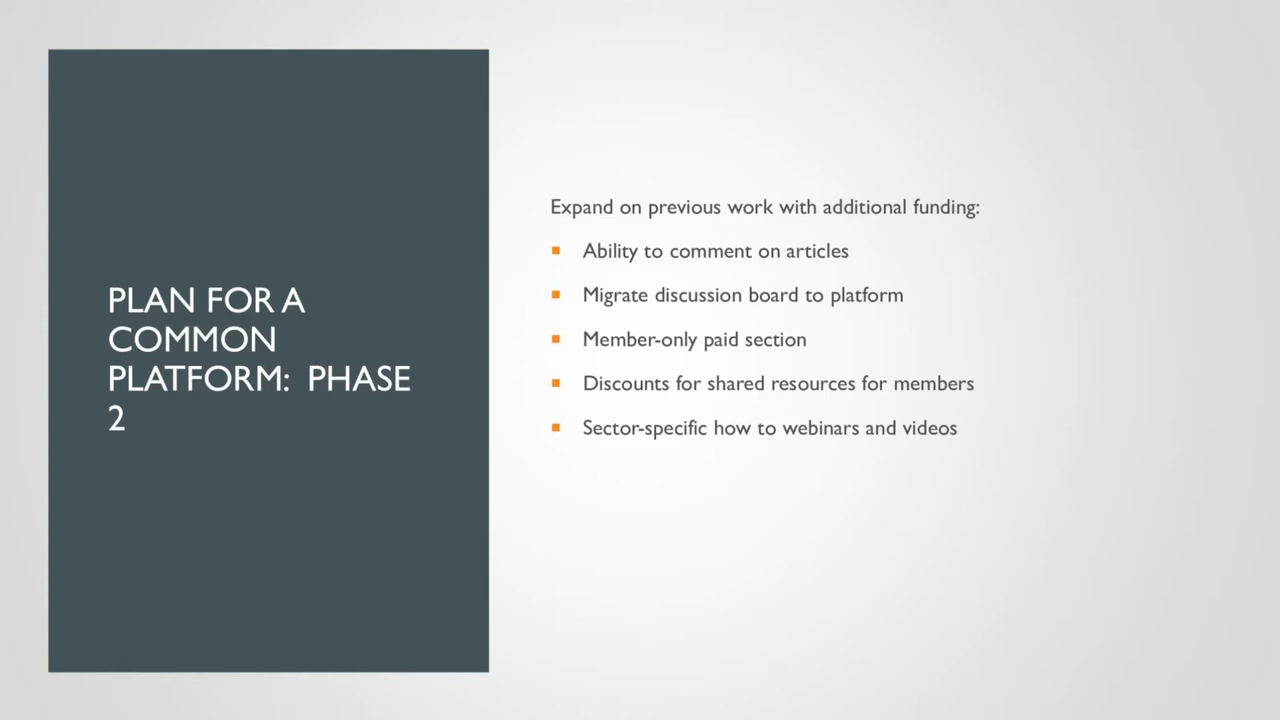 PLAN FOR A
COMMON
PLATFORM: PHASE
2
Expand on previous work with additional funding:
Ability to comment on articles
Migrate discussion board to platform
Member-only paid section
Discounts for shared resources for members
Sector-specific how to webinars and videos